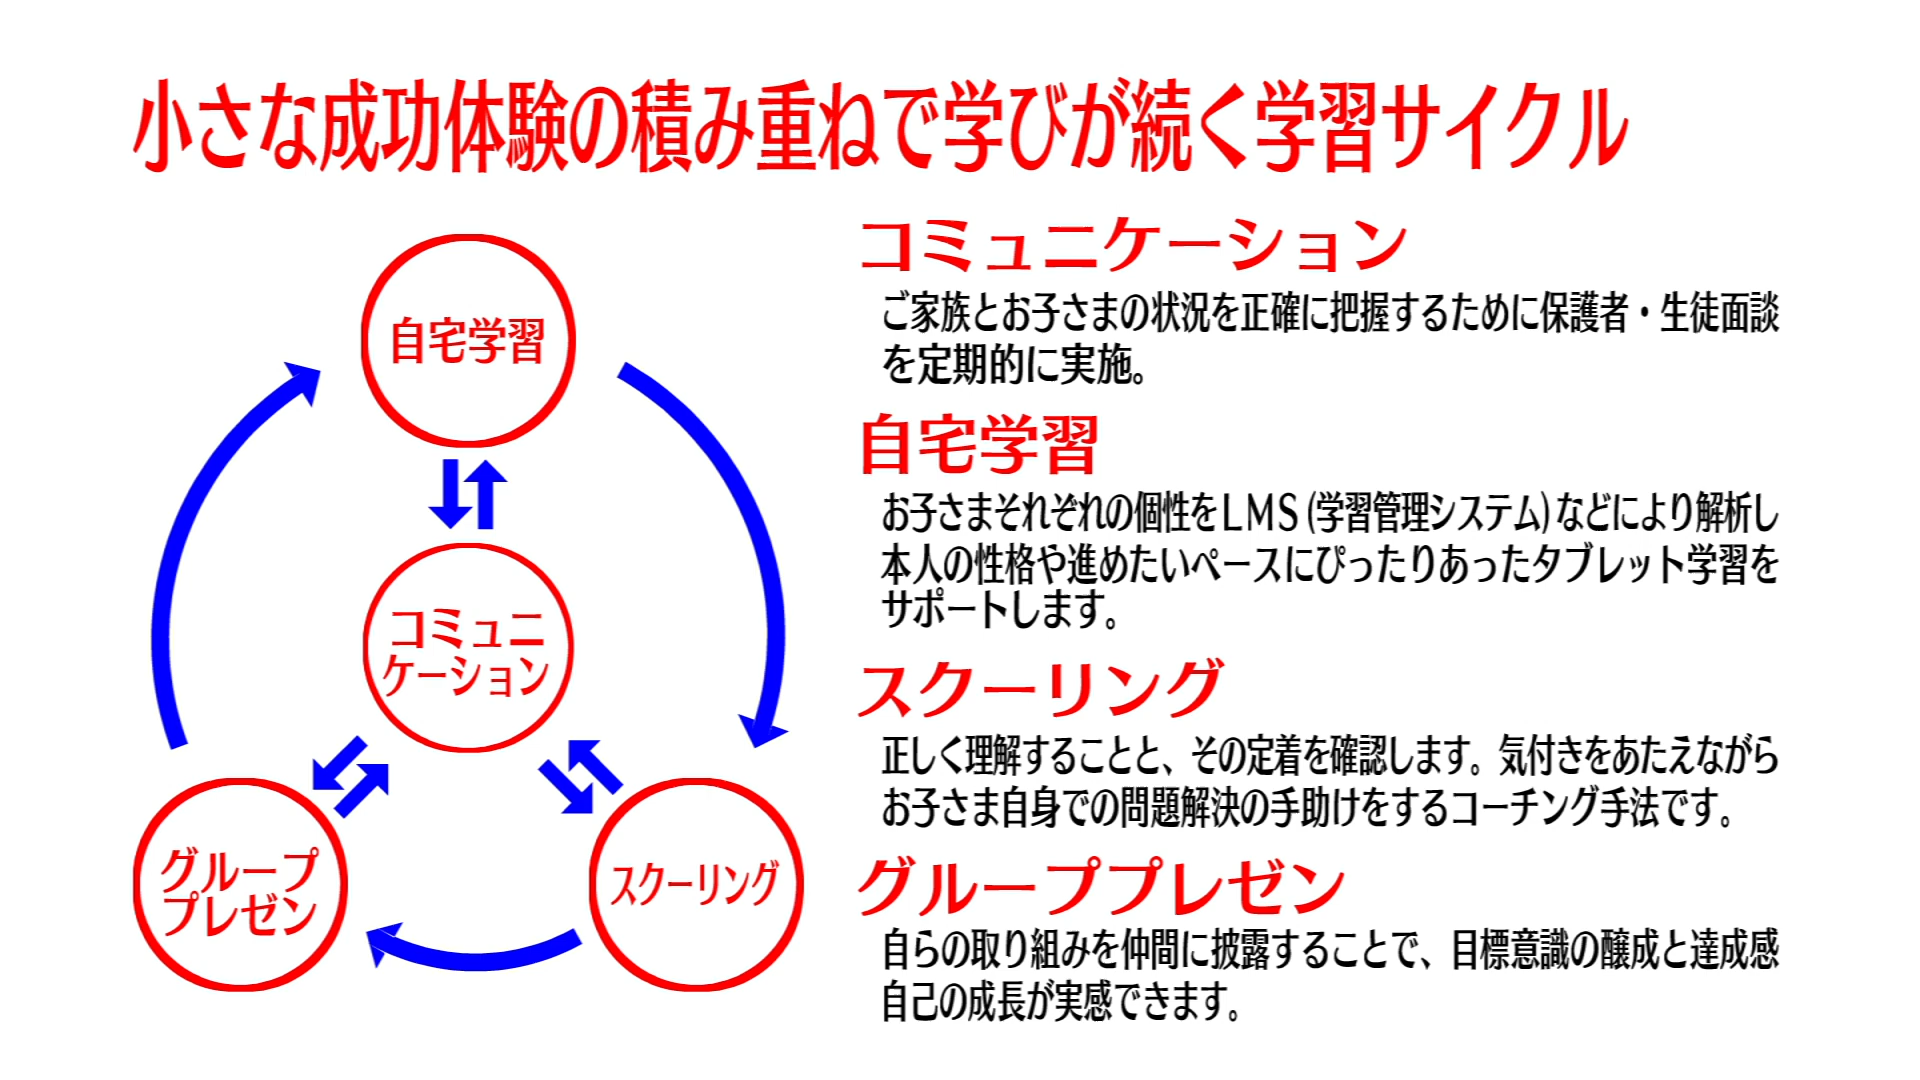 小さな成功体験の積み重ねで学びが続く学習サイクル
自宅学習
コミュニ
ケーション
グループ
プレゼン
スクーリング
コミュニケーション
ご家族とお子さまの状況を正確に把握するために保護者・生徒面談
を定期的に実施。
自宅学習
お子さまそれぞれの個性をLMS(学習管理システム)などにより解析し
本人の性格や進めたいペースにぴったりあったタブレット学習を
サポートします。
スクーリング
正しく理解することと、その定着を確認します。気付きをあたえながら
お子さま自身での問題解決の手助けをするコーチング手法です。
グループプレゼン
自らの取り組みを仲間に披露することで、目標意識の醸成と達成感
自己の成長が実感できます。